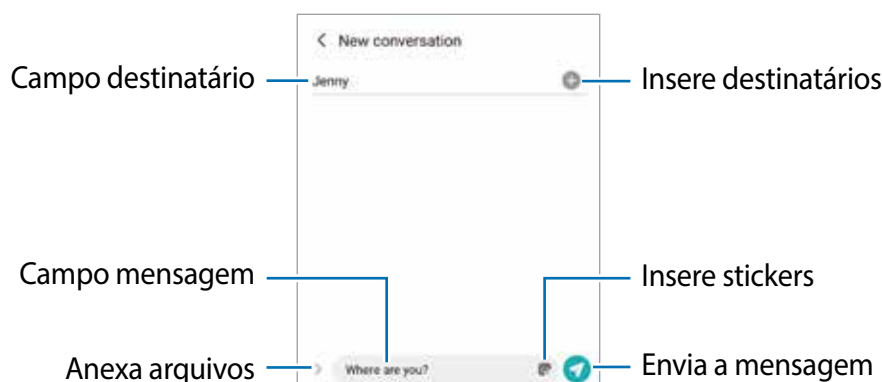 New conversation
Campo destinatário
Jenny
Insere destinatários
Campo mensagem
Insere stickers
Anexa arquivos
Where are you?
Envia a mensagem